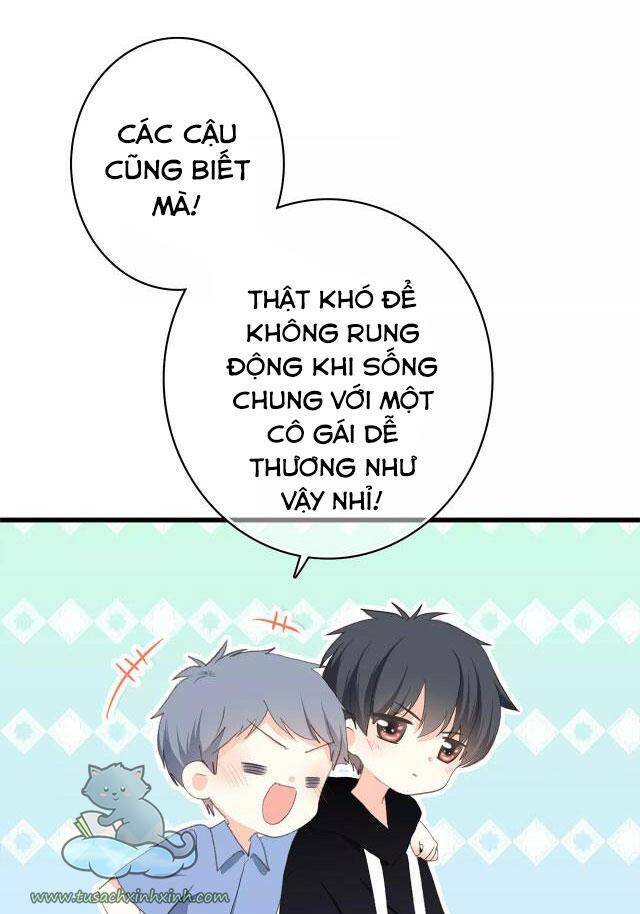 CÁC CẬU
CŨNG BIẾT
MÀ!
THẬT KHÓ ĐỂ
KHÔNG RUNG
ĐỘNG KHI SỐNG
CHUNG VỚI MỘT
CÔ GÁI DỄ
THƯƠNG NHƯ
VẬY NHỈ!
tusachxinhxinh.com